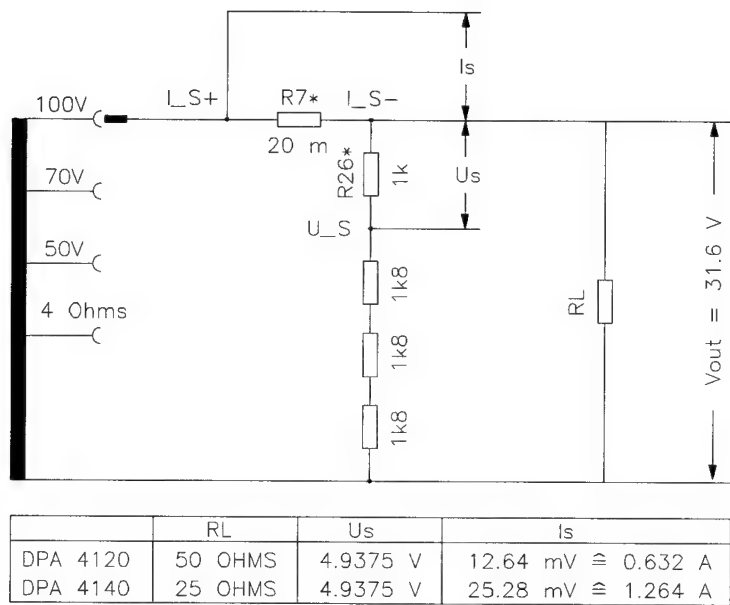 100V
I_S+
R7*
I_S-
Is
20 m
R26*
1k
Us
70V
U_S
50V
1k8
4 Ohms
1k8
1k8
RL
Vout = 31.6 V
RL Us Is
DPA 4120 50 OHMS 4.9375 V 12.64 mV ≙ 0.632 A
DPA 4140 25 OHMS 4.9375 V 25.28 mV ≙ 1.264 A